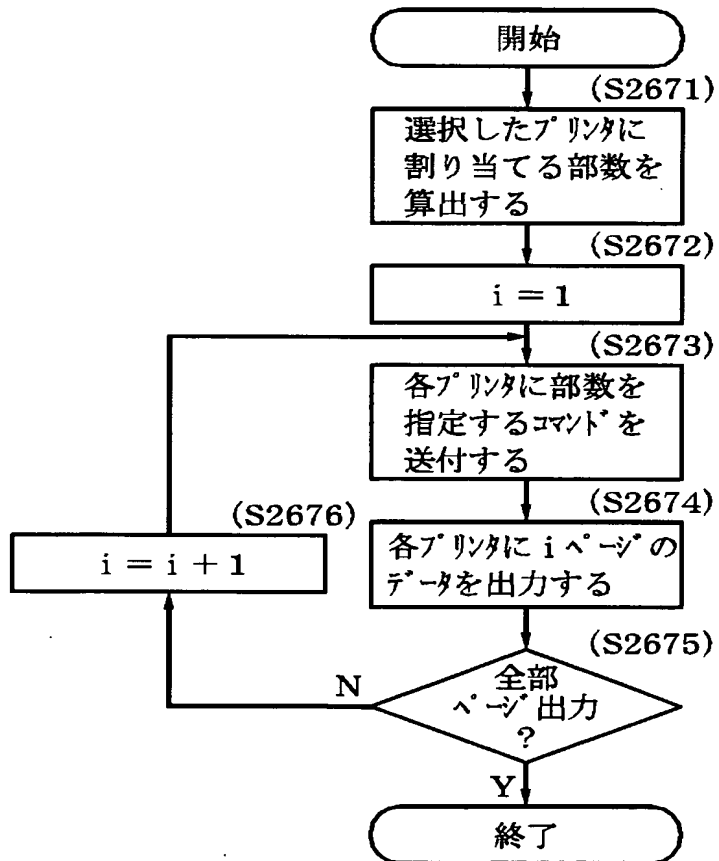 開始
(S2671)
選択したプリンタに
割り当てる部数を
算出する
(S2672)
i = 1
(S2673)
各プリンタに部数を
指定するコマンドを
送付する
(S2674)
各プリンタに i ページの
データを出力する
(S2675)
全部
ページ出力
?
N
Y
(S2676)
i = i + 1
終了